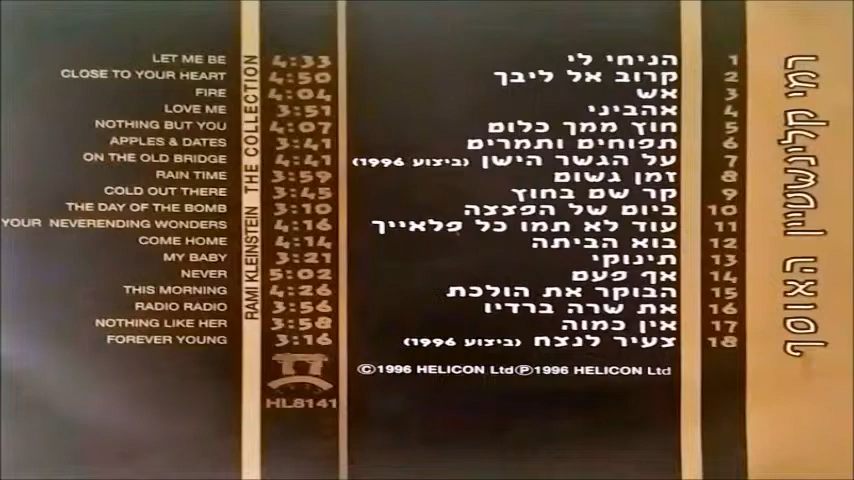 LET ME BE 4:33 הניחי לי 1
CLOSE TO YOUR HEART 4:50 קרוב אל ליבך 2
FIRE 4:04 אש 3
LOVE ME 3:51 אהביני 4
NOTHING BUT YOU 4:07 חוץ ממך כלום 5
APPLES & DATES 3:41 תפוחים ותמרים 6
ON THE OLD BRIDGE 4:41 על הגשר הישן (ביצוע 1996) 7
RAIN TIME 3:59 זמן גשום 8
COLD OUT THERE 3:45 קר שם בחוץ 9
THE DAY OF THE BOMB 3:10 ביום של הפצצה 10
YOUR NEVERENDING WONDERS 4:16 עוד לא תמו כל פלאייך 11
COME HOME 4:14 בוא הביתה 12
MY BABY 3:21 תינוקי 13
NEVER 5:02 אף פעם 14
THIS MORNING 4:26 הבוקר את הולכת 15
RADIO RADIO 3:56 את שרה ברדיו 16
NOTHING LIKE HER 3:58 אין כמוה 17
FOREVER YOUNG 3:16 צעיר לנצח (ביצוע 1996) 18
©1996 HELICON Ltd ℗1996 HELICON Ltd
HL8141
RAMI KLEINSTEIN THE COLLECTION
רמי קלינשטיין האוסף